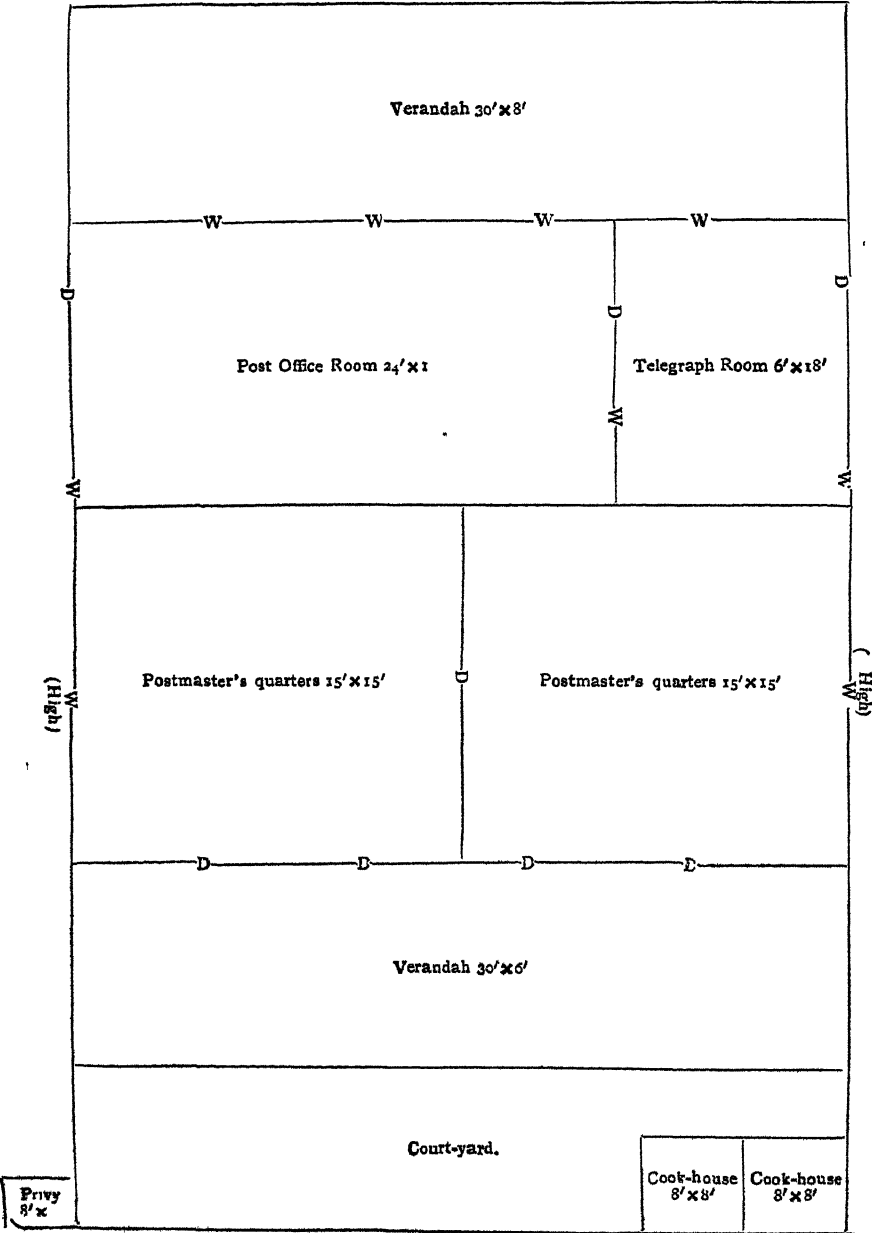 Verandah 30'×8'
W W W W
D D D
Post Office Room 24'×1
Telegraph Room 6'×18'
W
W W
Postmaster's quarters 15'×15'
D
Postmaster's quarters 15'×15'
(High) W
W ( High)
D D D D
Verandah 30'×6'
Court-yard.
Cook-house
8'×8'
Cook-house
8'×8'
Privy
8'×